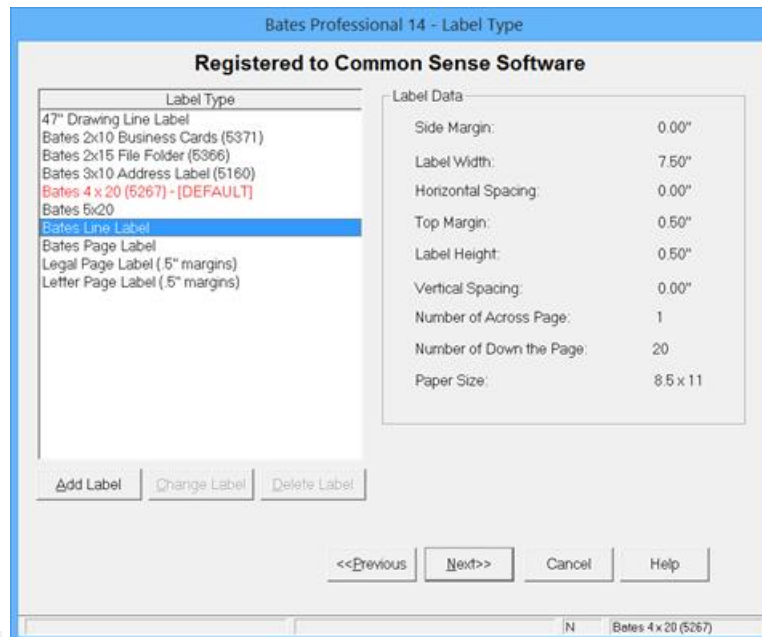 Bates Professional 14 - Label Type
Registered to Common Sense Software
Label Type
47" Drawing Line Label
Bates 2x10 Business Cards (5371)
Bates 2x15 File Folder (5366)
Bates 3x10 Address Label (5160)
Bates 4 x 20 (5267) - [DEFAULT]
Bates 5x20
Bates Line Label
Bates Page Label
Legal Page Label (.5" margins)
Letter Page Label (.5" margins)
Label Data
Side Margin: 0.00"
Label Width: 7.50"
Horizontal Spacing: 0.00"
Top Margin: 0.50"
Label Height: 0.50"
Vertical Spacing: 0.00"
Number of Across Page: 1
Number of Down the Page: 20
Paper Size: 8.5 x 11
Add Label Change Label Delete Label
<<Previous Next>> Cancel Help
N Bates 4 x 20 (5267)